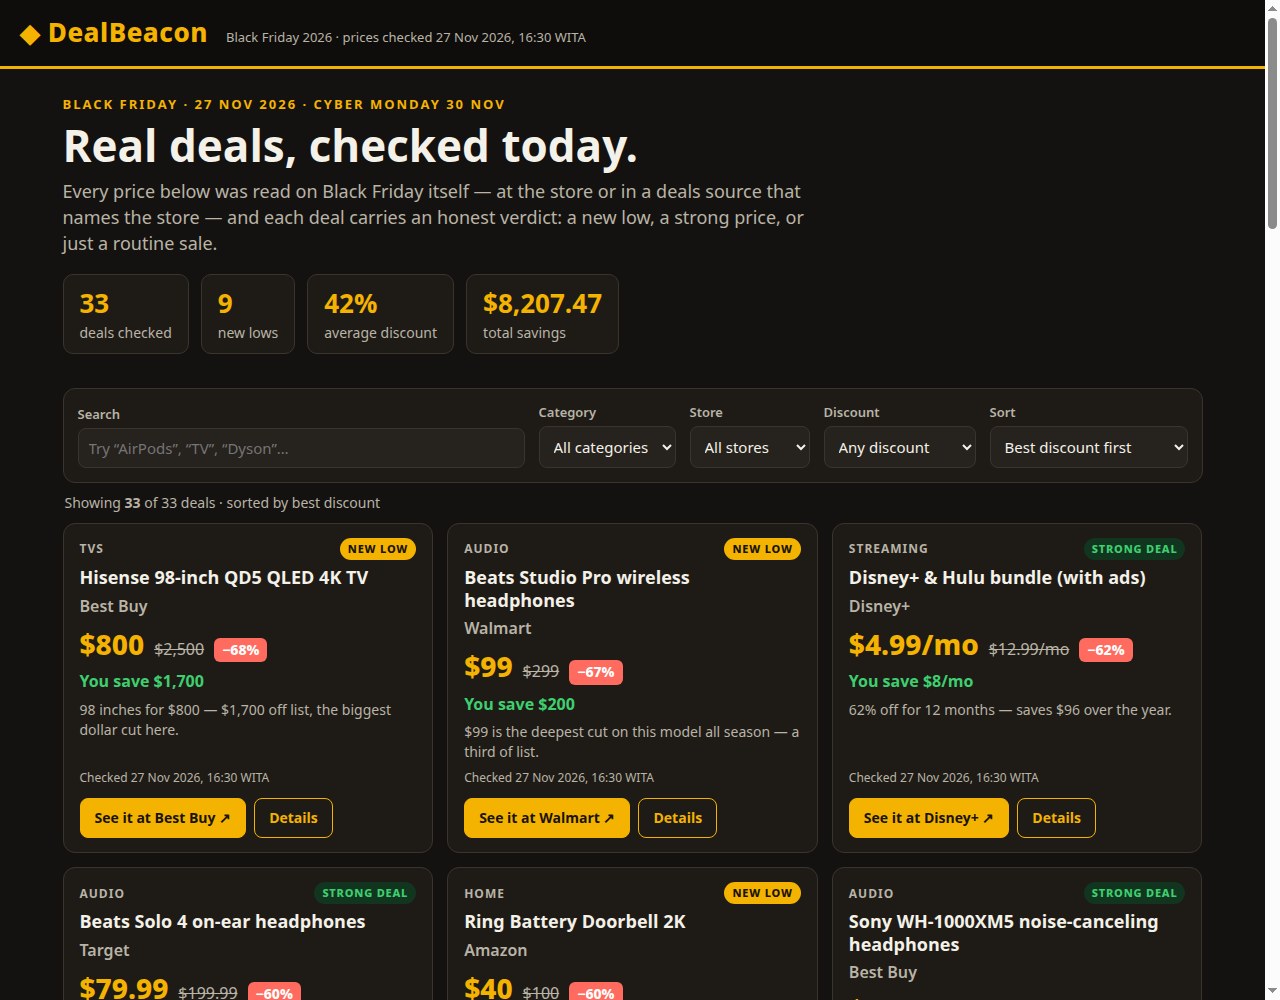 ◆ DealBeacon
Black Friday 2026 · prices checked 27 Nov 2026, 16:30 WITA
BLACK FRIDAY · 27 NOV 2026 · CYBER MONDAY 30 NOV
Real deals, checked today.
Every price below was read on Black Friday itself — at the store or in a deals source that
names the store — and each deal carries an honest verdict: a new low, a strong price, or
just a routine sale.
33
deals checked
9
new lows
42%
average discount
$8,207.47
total savings
Search
Try “AirPods”, “TV”, “Dyson”…
Category
All categories
Store
All stores
Discount
Any discount
Sort
Best discount first
Showing 33 of 33 deals · sorted by best discount
TVS
NEW LOW
Hisense 98-inch QD5 QLED 4K TV
Best Buy
$800 $2,500 −68%
You save $1,700
98 inches for $800 — $1,700 off list, the biggest
dollar cut here.
Checked 27 Nov 2026, 16:30 WITA
See it at Best Buy ↗
Details
AUDIO
NEW LOW
Beats Studio Pro wireless
headphones
Walmart
$99 $299 −67%
You save $200
$99 is the deepest cut on this model all season — a
third of list.
Checked 27 Nov 2026, 16:30 WITA
See it at Walmart ↗
Details
STREAMING
STRONG DEAL
Disney+ & Hulu bundle (with ads)
Disney+
$4.99/mo $12.99/mo −62%
You save $8/mo
62% off for 12 months — saves $96 over the year.
Checked 27 Nov 2026, 16:30 WITA
See it at Disney+ ↗
Details
AUDIO
STRONG DEAL
Beats Solo 4 on-ear headphones
Target
$79.99 $199.99 −60%
HOME
NEW LOW
Ring Battery Doorbell 2K
Amazon
$40 $100 −60%
AUDIO
STRONG DEAL
Sony WH-1000XM5 noise-canceling
headphones
Best Buy